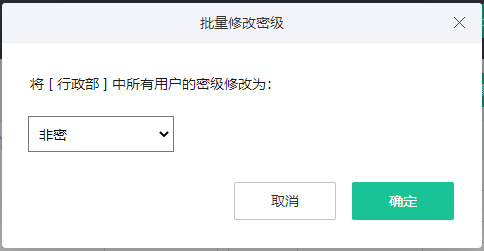 批量修改密级
将 [ 行政部 ] 中所有用户的密级修改为：
非密
取消
确定